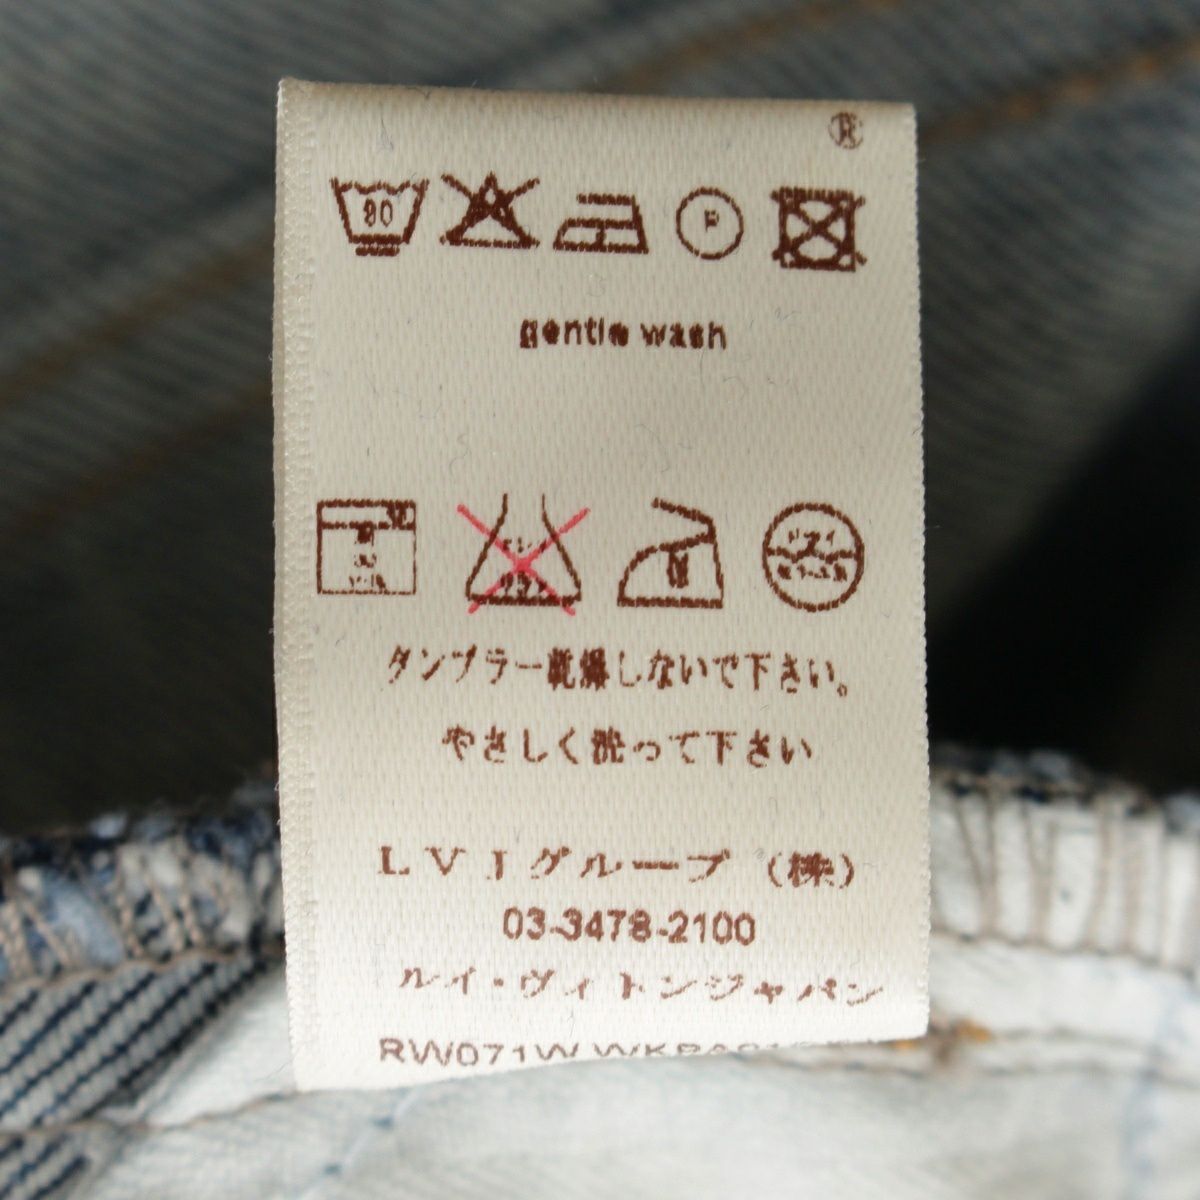 ®
30 P
gentle wash
タンブラー乾燥しないで下さい。
やさしく洗って下さい
LVJグループ (株)
03-3478-2100
ルイ・ヴィトンジャパン
RW071W